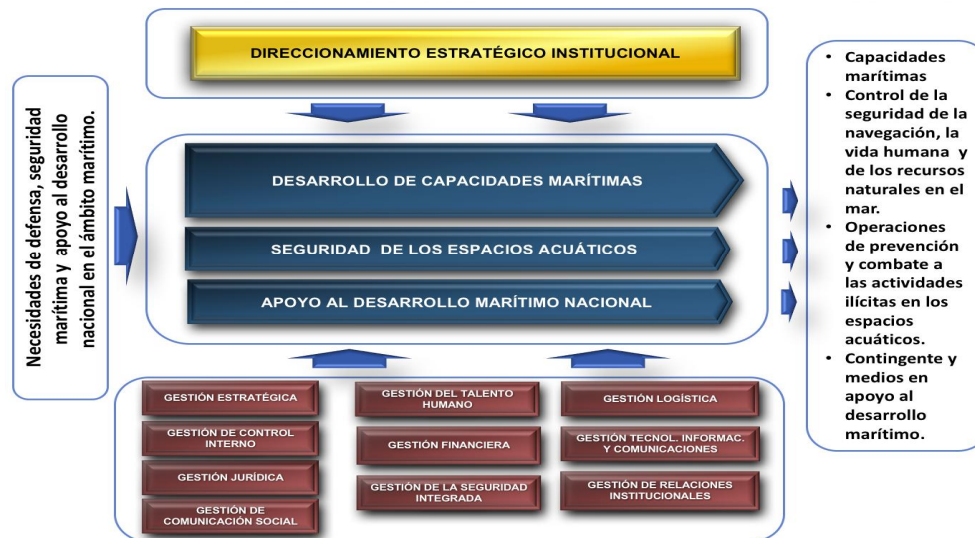 DIRECCIONAMIENTO ESTRATÉGICO INSTITUCIONAL
Necesidades de defensa, seguridad
marítima y apoyo al desarrollo
nacional en el ámbito marítimo.
DESARROLLO DE CAPACIDADES MARÍTIMAS
SEGURIDAD DE LOS ESPACIOS ACUÁTICOS
APOYO AL DESARROLLO MARÍTIMO NACIONAL
GESTIÓN ESTRATÉGICA
GESTIÓN DE CONTROL
INTERNO
GESTIÓN JURÍDICA
GESTIÓN DE
COMUNICACIÓN SOCIAL
GESTIÓN DEL TALENTO
HUMANO
GESTIÓN FINANCIERA
GESTIÓN DE LA SEGURIDAD
INTEGRADA
GESTIÓN LOGÍSTICA
GESTIÓN TECNOL. INFORMAC.
Y COMUNICACIONES
GESTIÓN DE RELACIONES
INSTITUCIONALES
• Capacidades
marítimas
• Control de la
seguridad de la
navegación, la
vida humana y
de los recursos
naturales en el
mar.
• Operaciones
de prevención
y combate a
las actividades
ilícitas en los
espacios
acuáticos.
• Contingente y
medios en
apoyo al
desarrollo
marítimo.